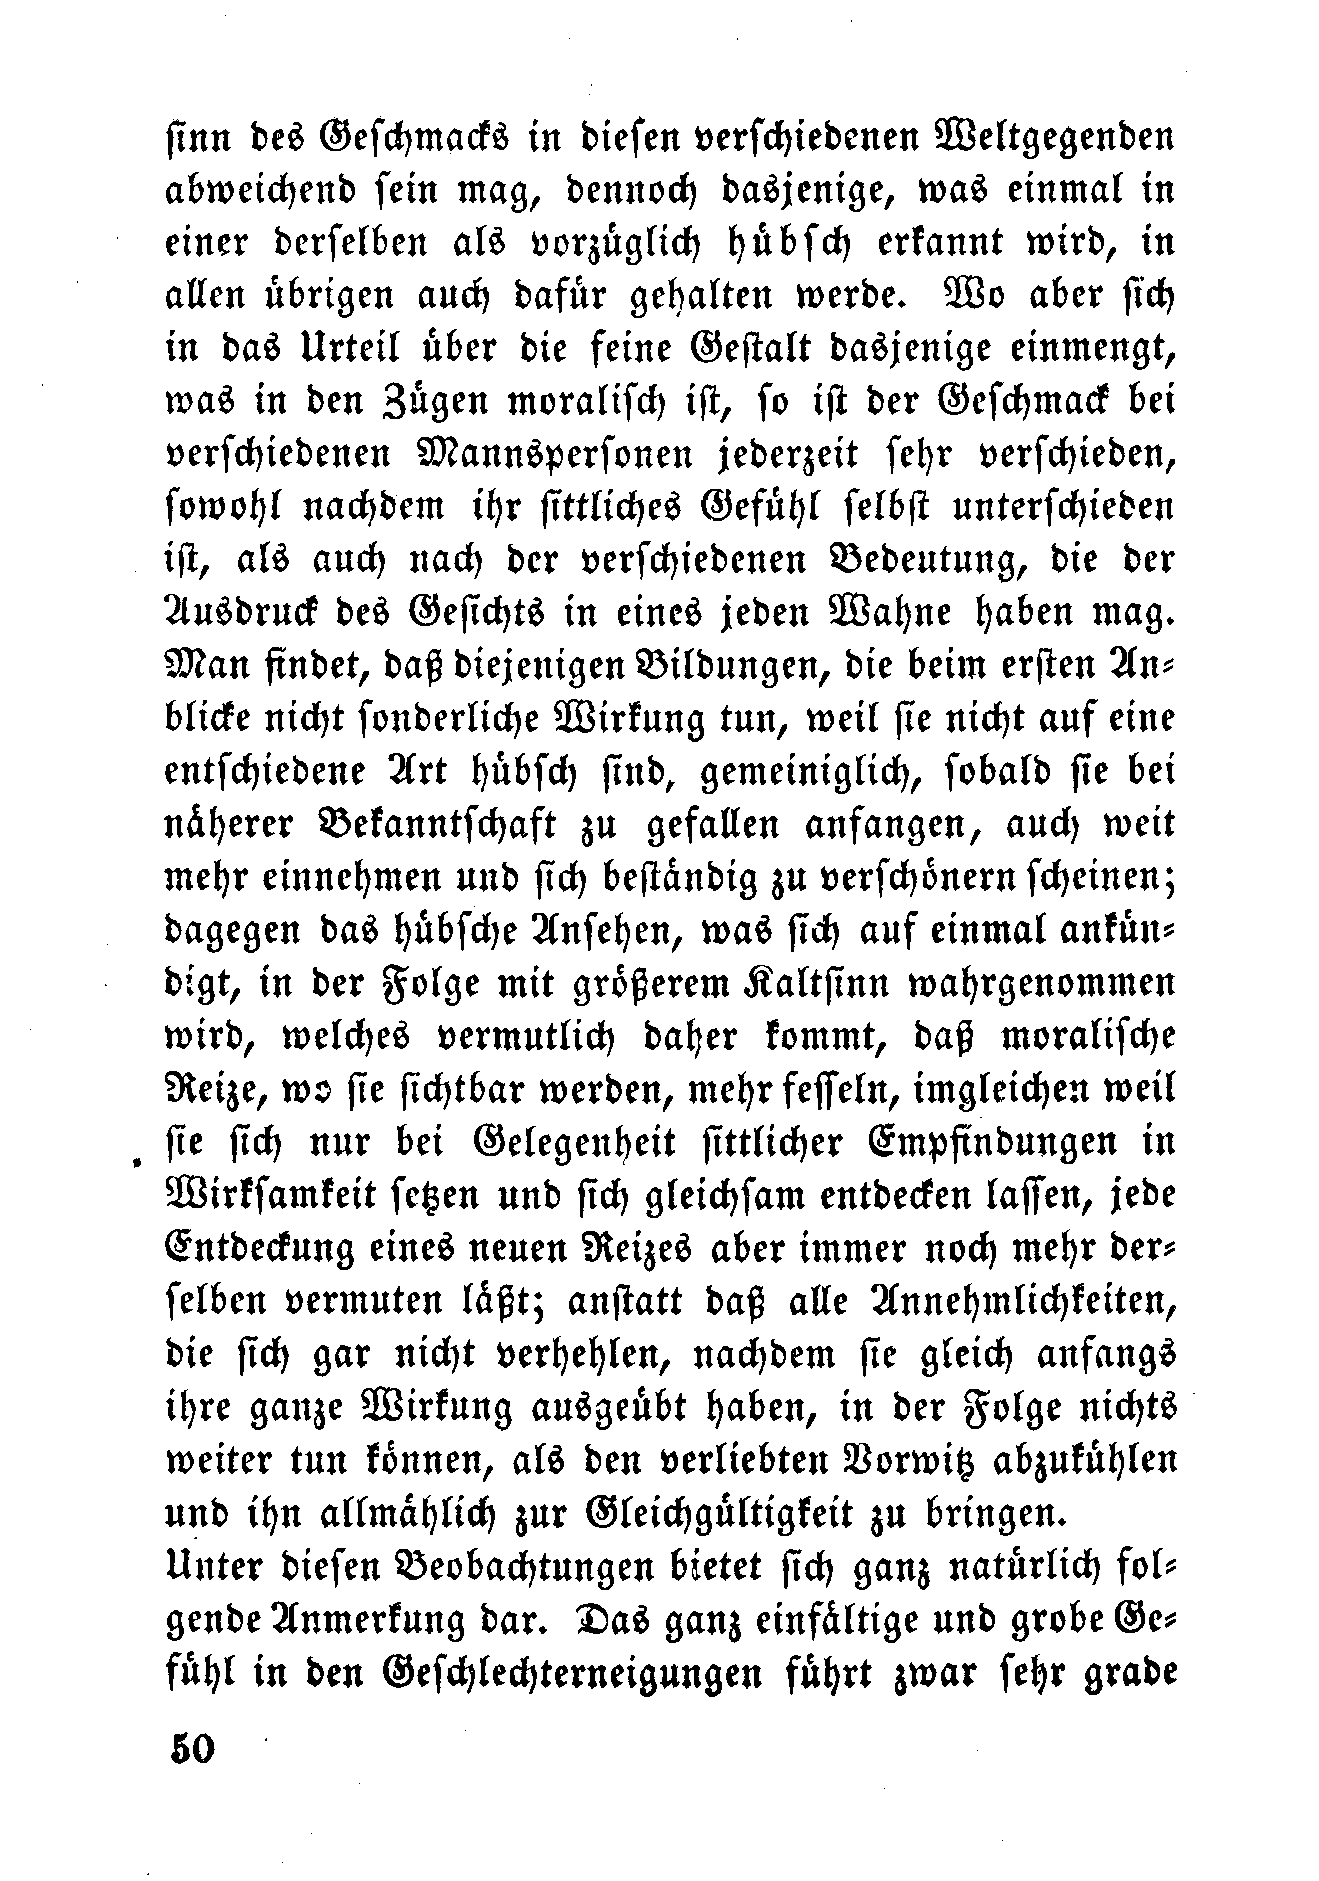 sinn des Geschmacks in diesen verschiedenen Weltgegenden
abweichend sein mag, dennoch dasjenige, was einmal in
einer derselben als vorzüglich hübsch erkannt wird, in
allen übrigen auch dafür gehalten werde. Wo aber sich
in das Urteil über die feine Gestalt dasjenige einmengt,
was in den Zügen moralisch ist, so ist der Geschmack bei
verschiedenen Mannspersonen jederzeit sehr verschieden,
sowohl nachdem ihr sittliches Gefühl selbst unterschieden
ist, als auch nach der verschiedenen Bedeutung, die der
Ausdruck des Gesichts in eines jeden Wahne haben mag.
Man findet, daß diejenigen Bildungen, die beim ersten An-
blicke nicht sonderliche Wirkung tun, weil sie nicht auf eine
entschiedene Art hübsch sind, gemeiniglich, sobald sie bei
näherer Bekanntschaft zu gefallen anfangen, auch weit
mehr einnehmen und sich beständig zu verschönern scheinen;
dagegen das hübsche Ansehen, was sich auf einmal ankün-
digt, in der Folge mit größerem Kaltsinn wahrgenommen
wird, welches vermutlich daher kommt, daß moralische
Reize, wo sie sichtbar werden, mehr fesseln, imgleichen weil
sie sich nur bei Gelegenheit sittlicher Empfindungen in
Wirksamkeit setzen und sich gleichsam entdecken lassen, jede
Entdeckung eines neuen Reizes aber immer noch mehr der-
selben vermuten läßt; anstatt daß alle Annehmlichkeiten,
die sich gar nicht verhehlen, nachdem sie gleich anfangs
ihre ganze Wirkung ausgeübt haben, in der Folge nichts
weiter tun können, als den verliebten Vorwitz abzukühlen
und ihn allmählich zur Gleichgültigkeit zu bringen.
Unter diesen Beobachtungen bietet sich ganz natürlich fol-
gende Anmerkung dar. Das ganz einfältige und grobe Ge-
fühl in den Geschlechterneigungen führt zwar sehr grade
50